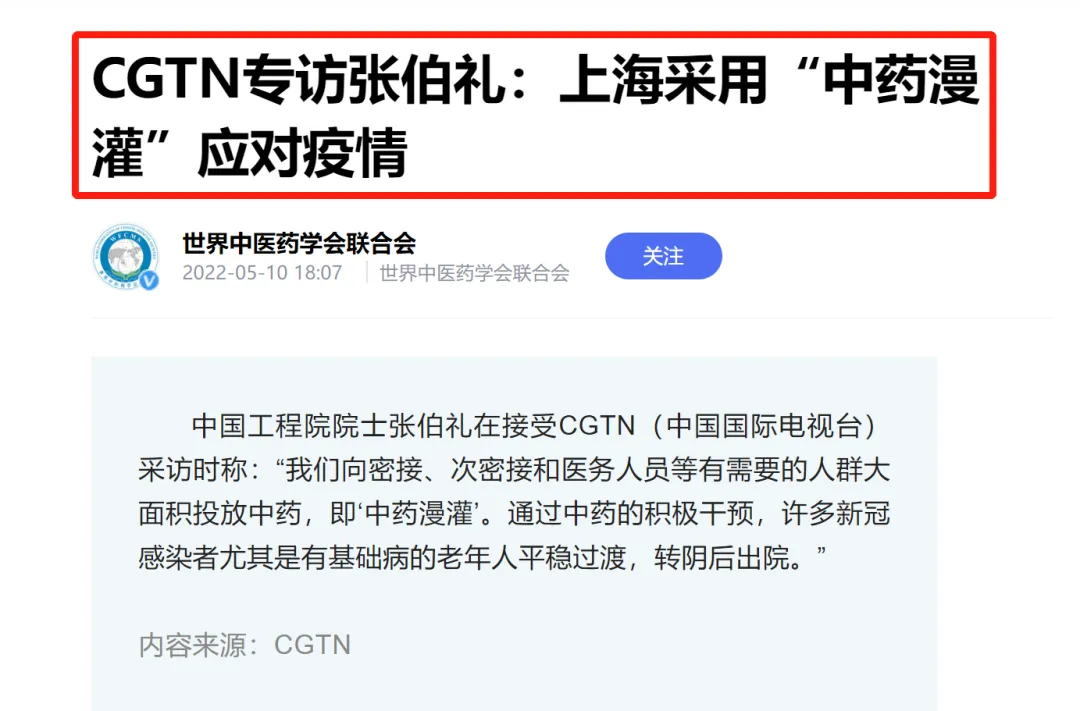 CGTN专访张伯礼：上海采用“中药漫
灌”应对疫情
世界中医药学会联合会
2022-05-10 18:07 世界中医药学会联合会
关注
中国工程院院士张伯礼在接受CGTN（中国国际电视台）
采访时称：“我们向密接、次密接和医务人员等有需要的人群大
面积投放中药，即‘中药漫灌’。通过中药的积极干预，许多新冠
感染者尤其是有基础病的老年人平稳过渡，转阴后出院。”
内容来源：CGTN